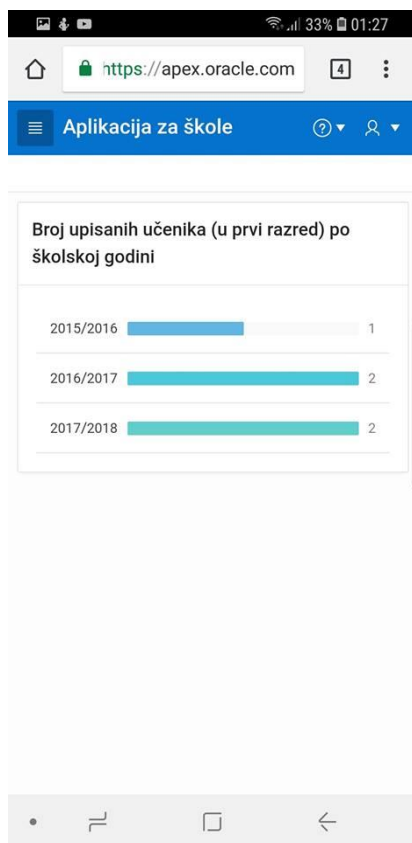 33% 01:27
https://apex.oracle.com 4
Aplikacija za škole ?
Broj upisanih učenika (u prvi razred) po
školskoj godini
2015/2016 1
2016/2017 2
2017/2018 2